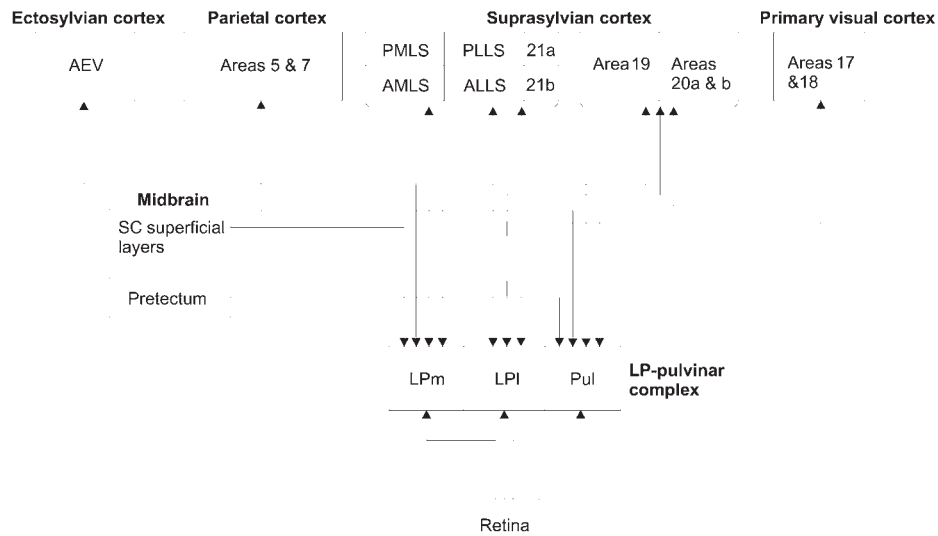 Ectosylvian cortex
Parietal cortex
Suprasylvian cortex
Primary visual cortex
AEV
Areas 5 & 7
PMLS
AMLS
PLLS
ALLS
21a
21b
Area 19
Areas
20a & b
Areas 17
&18
Midbrain
SC superficial
layers
Pretectum
LPm
LPl
Pul
LP-pulvinar
complex
Retina